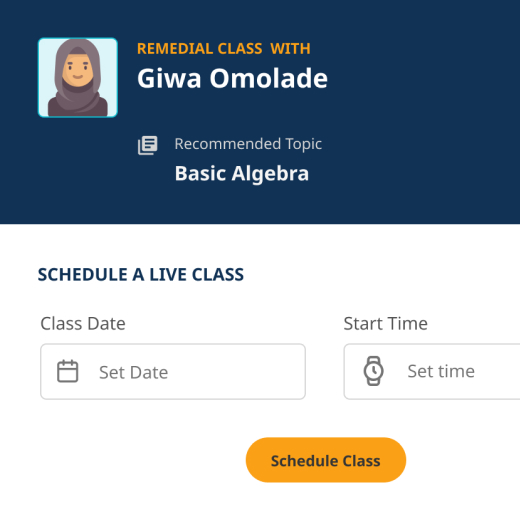 REMEDIAL CLASS WITH
Giwa Omolade
Recommended Topic
Basic Algebra
SCHEDULE A LIVE CLASS
Class Date
Start Time
Set Date
Set time
Schedule Class